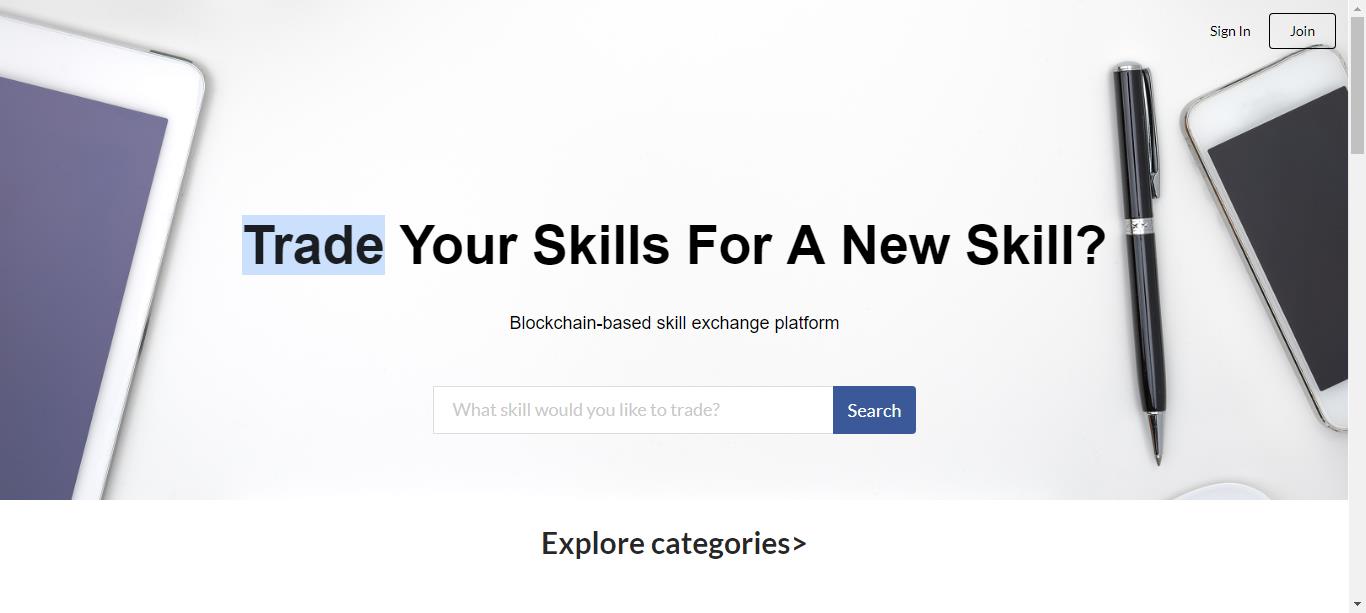 Sign In
Join
Trade Your Skills For A New Skill?
Blockchain-based skill exchange platform
What skill would you like to trade?
Search
Explore categories>